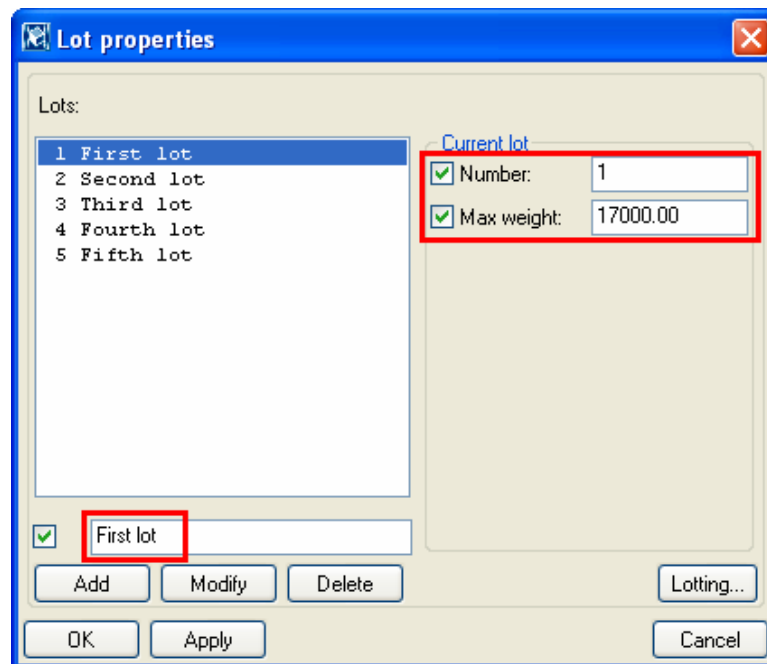 Lot properties
Lots:
1 First lot
2 Second lot
3 Third lot
4 Fourth lot
5 Fifth lot
Current lot
Number: 1
Max weight: 17000.00
First lot
Add Modify Delete Lotting...
OK Apply Cancel